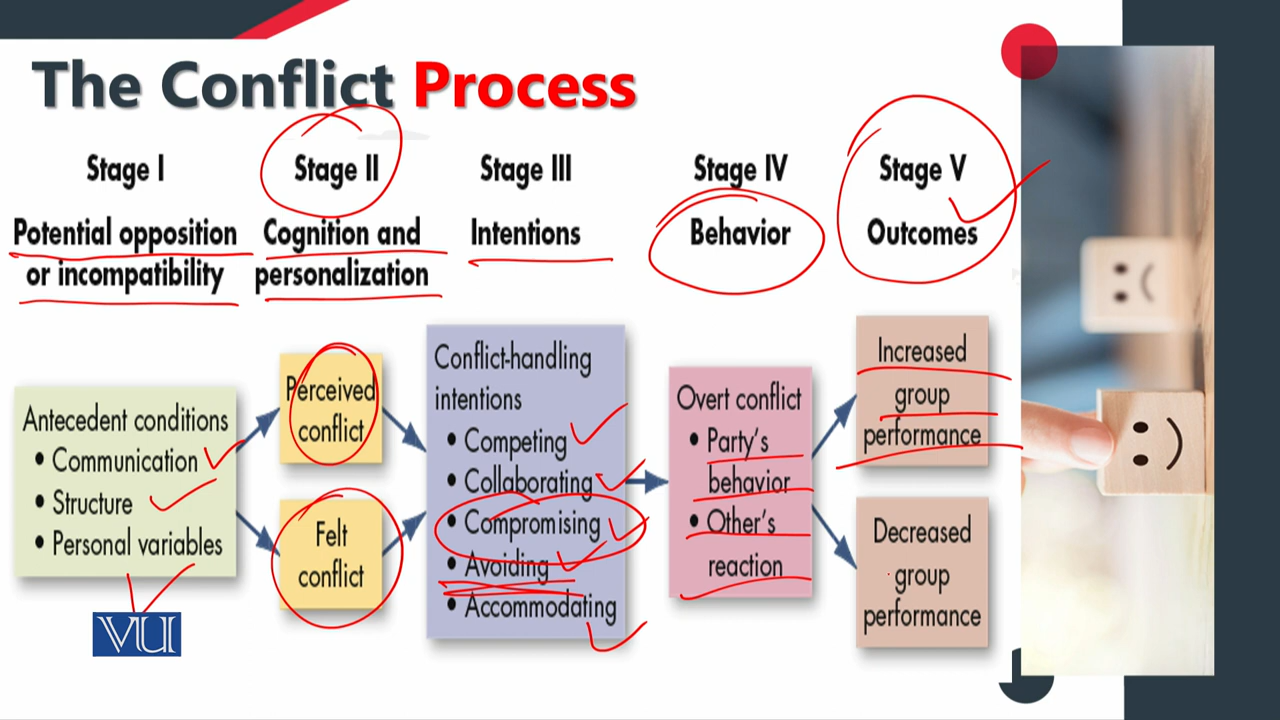 The Conflict Process
Stage I
Potential opposition
or incompatibility
Stage II
Cognition and
personalization
Stage III
Intentions
Stage IV
Behavior
Stage V
Outcomes
Antecedent conditions
• Communication
• Structure
• Personal variables
Perceived
conflict
Felt
conflict
Conflict-handling
intentions
• Competing
• Collaborating
• Compromising
• Avoiding
• Accommodating
Overt conflict
• Party's
behavior
• Other's
reaction
Increased
group
performance
Decreased
group
performance
VU